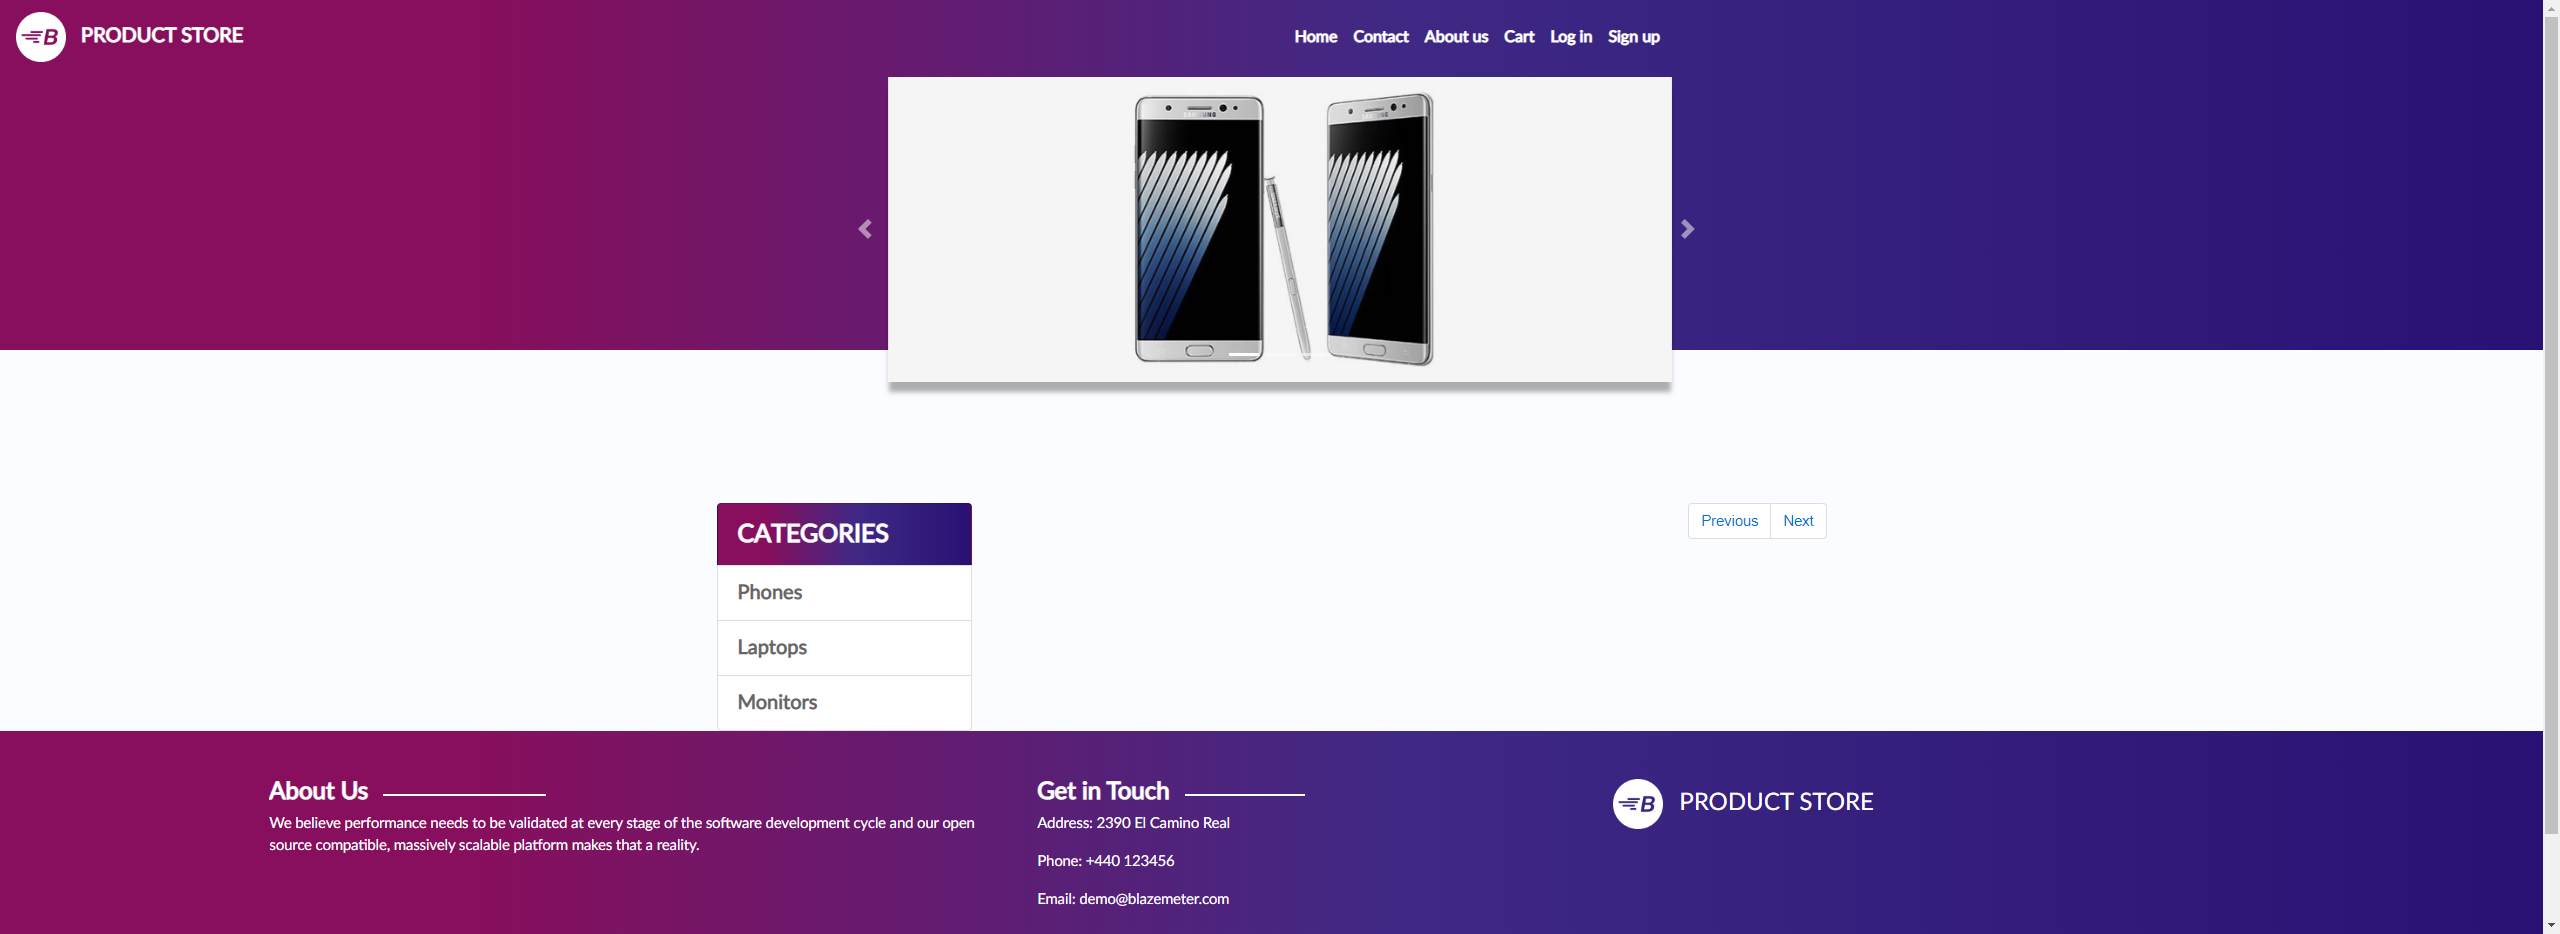 B PRODUCT STORE
Home Contact About us Cart Log in Sign up
SAMSUNG SAMSUNG
CATEGORIES
Phones
Laptops
Monitors
Previous Next
About Us
We believe performance needs to be validated at every stage of the software development cycle and our open
source compatible, massively scalable platform makes that a reality.
Get in Touch
Address: 2390 El Camino Real
Phone: +440 123456
Email: demo@blazemeter.com
B PRODUCT STORE